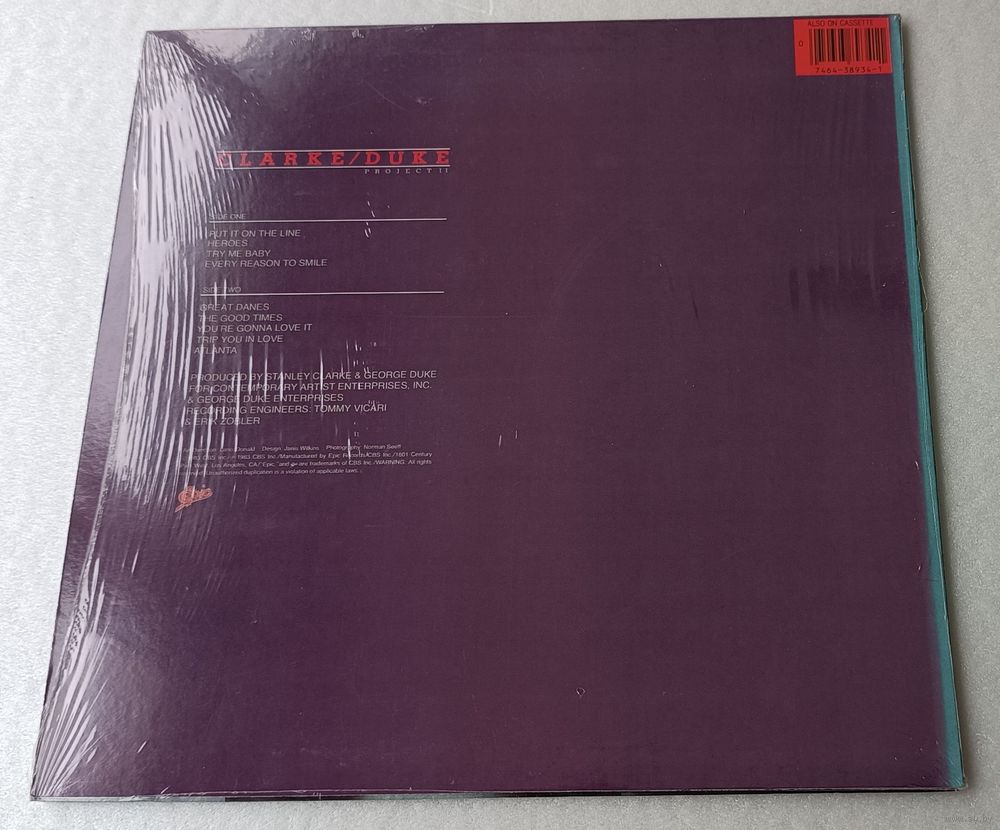 ALSO ON CASSETTE
0
7464-38934-1
CLARKE/DUKE
PROJECT II
SIDE ONE
PUT IT ON THE LINE
HEROES
TRY ME BABY
EVERY REASON TO SMILE
SIDE TWO
GREAT DANES
THE GOOD TIMES
YOU'RE GONNA LOVE IT
TRIP YOU IN LOVE
ATLANTA
PRODUCED BY STANLEY CLARKE & GEORGE DUKE
FOR CONTEMPORARY ARTIST ENTERPRISES, INC.
& GEORGE DUKE ENTERPRISES
RECORDING ENGINEERS: TOMMY VICARI
& ERIK ZOBLER
Donald Design: Janis Wilkins Photography: Norman Seeff
CBS Inc./ ℗ 1983 CBS Inc./Manufactured by Epic Records/CBS Inc./1801 Century
Park West, Los Angeles, CA/"Epic," and are trademarks of CBS Inc./WARNING: All rights
Unauthorized duplication is a violation of applicable laws.
Epic